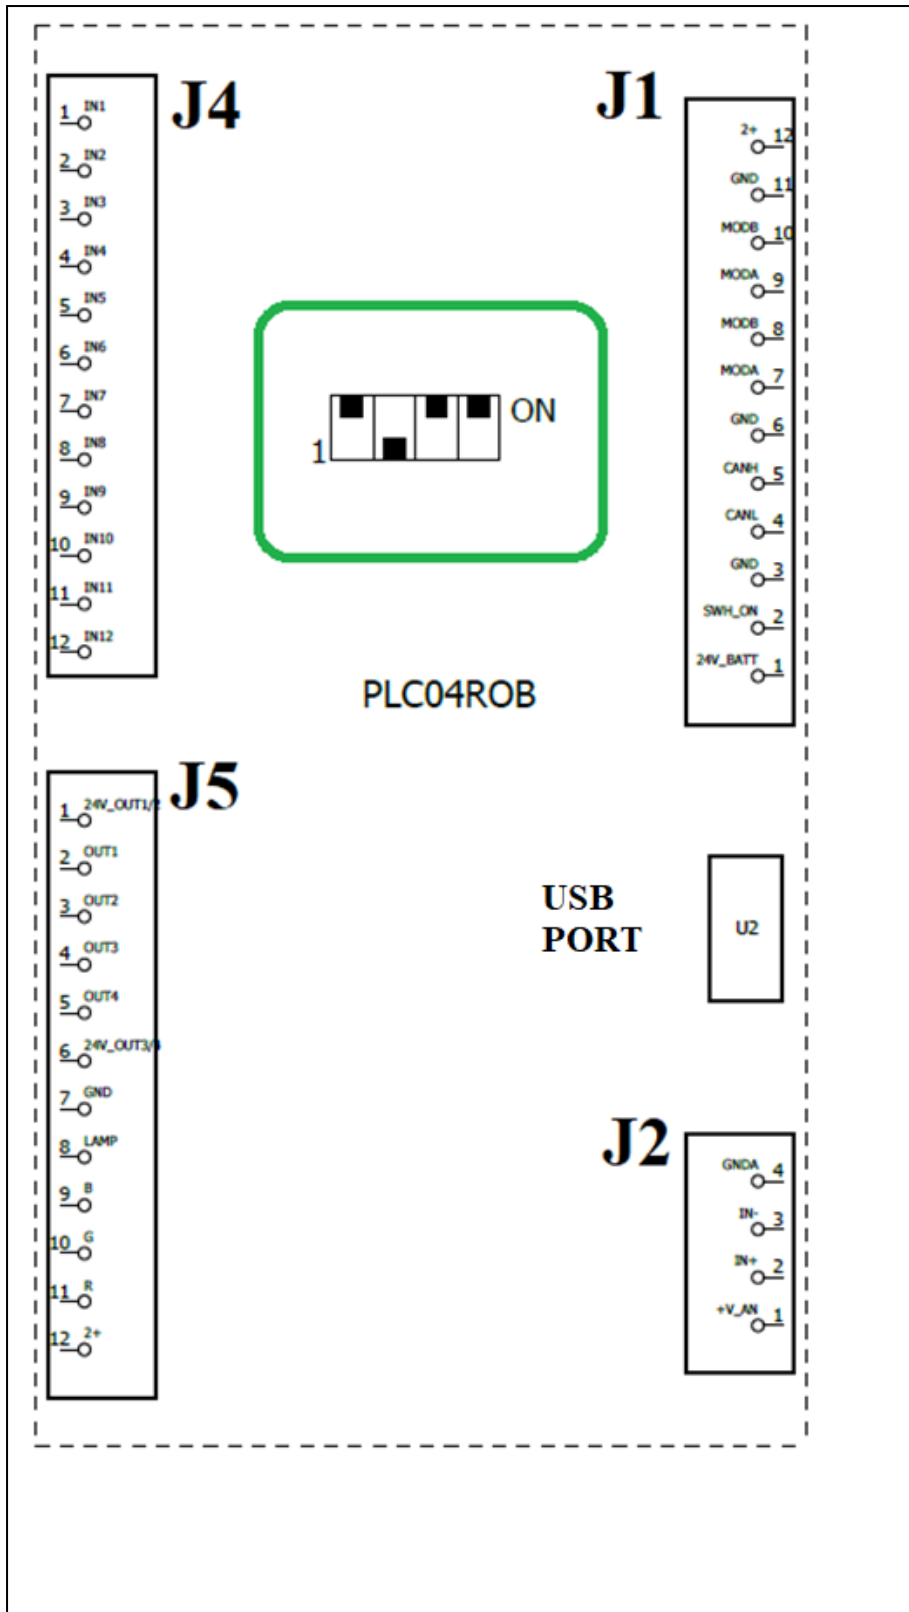 J4
1 IN1
2 IN2
3 IN3
4 IN4
5 IN5
6 IN6
7 IN7
8 IN8
9 IN9
10 IN10
11 IN11
12 IN12
J1
2+ 12
GND 11
MODB 10
MODA 9
MODB 8
MODA 7
GND 6
CANH 5
CANL 4
GND 3
SWH_ON 2
24V_BATT 1
ON
1
PLC04ROB
J5
1 24V_OUT1/2
2 OUT1
3 OUT2
4 OUT3
5 OUT4
6 24V_OUT3/4
7 GND
8 LAMP
9 B
10 G
11 R
12 2+
USB
PORT
U2
J2
GNDA 4
IN- 3
IN+ 2
+V_AN 1